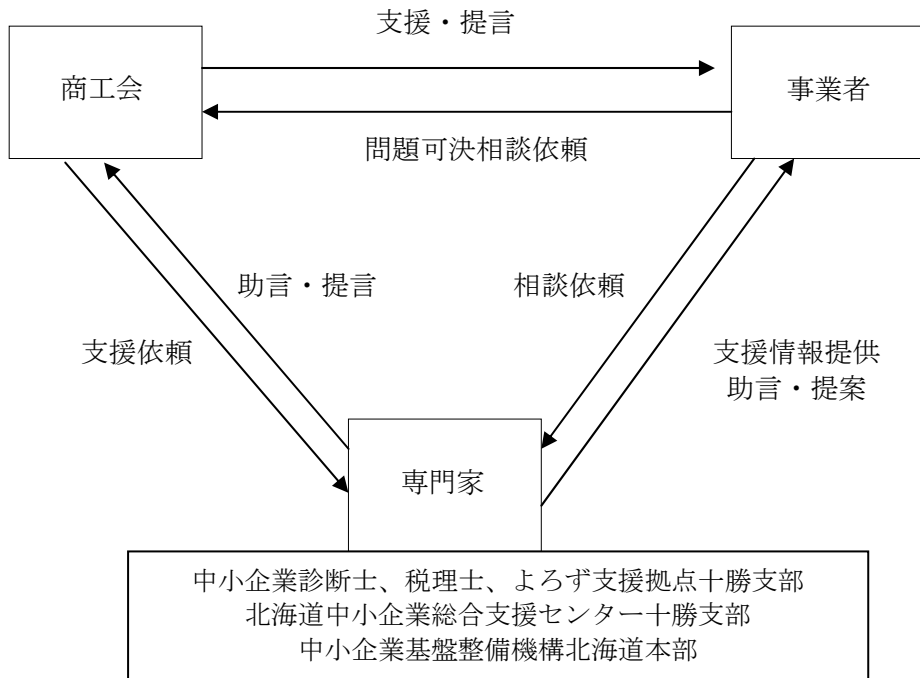 支援・提言
商工会
事業者
問題可決相談依頼
助言・提言
相談依頼
支援依頼
支援情報提供
助言・提案
専門家
中小企業診断士、税理士、よろず支援拠点十勝支部
北海道中小企業総合支援センター十勝支部
中小企業基盤整備機構北海道本部